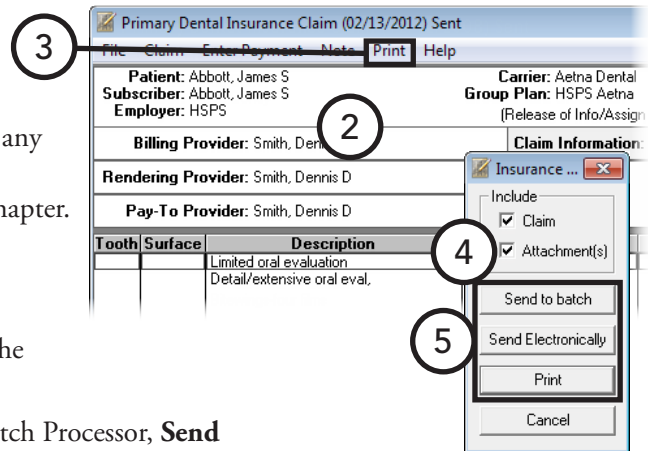 Primary Dental Insurance Claim (02/13/2012) Sent
3
File Claim Enter Payment Note Print Help
Patient: Abbott, James S
Carrier: Aetna Dental
Subscriber: Abbott, James S
Group Plan: HSPS Aetna
Employer: HSPS
(Release of Info/Assign
2
any
Billing Provider: Smith, Den
Claim Information:
Insurance ...
Rendering Provider: Smith, Dennis D
Include
hapter.
Claim
Pay-To Provider: Smith, Dennis D
4
Attachment(s)
Tooth Surface Description
Limited oral evaluation
Detail/extensive oral eval,
Send to batch
5
Send Electronically
he
Print
Cancel
tch Processor, Send